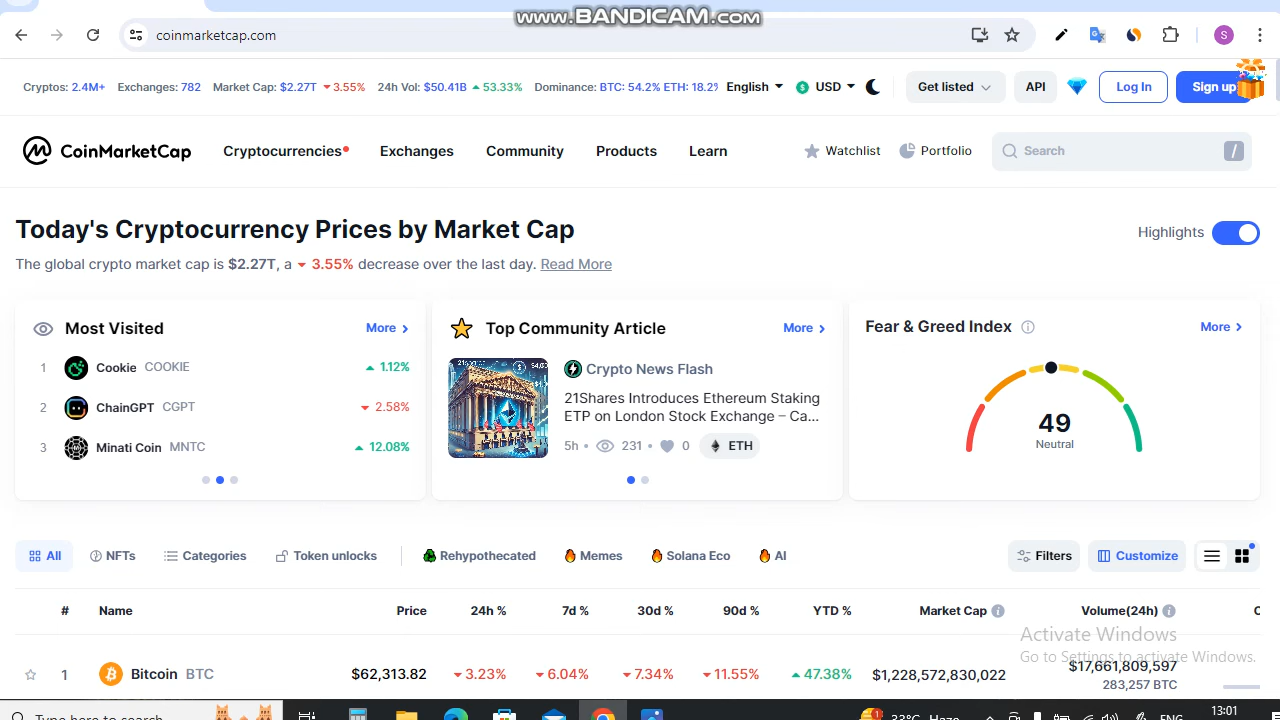 www.BANDICAM.com
coinmarketcap.com
S
Cryptos: 2.4M+ Exchanges: 782 Market Cap: $2.27T 3.55% 24h Vol: $50.41B 53.33% Dominance: BTC: 54.2% ETH: 18.2% English USD Get listed API Log In Sign up
CoinMarketCap Cryptocurrencies Exchanges Community Products Learn Watchlist Portfolio Search /
Today's Cryptocurrency Prices by Market Cap
Highlights
The global crypto market cap is $2.27T, a 3.55% decrease over the last day. Read More
Most Visited More
1 Cookie COOKIE 1.12%
2 ChainGPT CGPT 2.58%
3 Minati Coin MNTC 12.08%
Top Community Article More
Crypto News Flash
21Shares Introduces Ethereum Staking
ETP on London Stock Exchange – Ca...
5h • 231 • 0 ETH
Fear & Greed Index More
49
Neutral
All NFTs Categories Token unlocks Rehypothecated Memes Solana Eco AI Filters Customize
# Name Price 24h % 7d % 30d % 90d % YTD % Market Cap Volume(24h)
1 Bitcoin BTC $62,313.82 3.23% 6.04% 7.34% 11.55% 47.38% $1,228,572,830,022 $17,661,809,597
283,257 BTC
Activate Windows
Go to Settings to activate Windows.
Type here to search 1 33°C Haze ENG 13:01